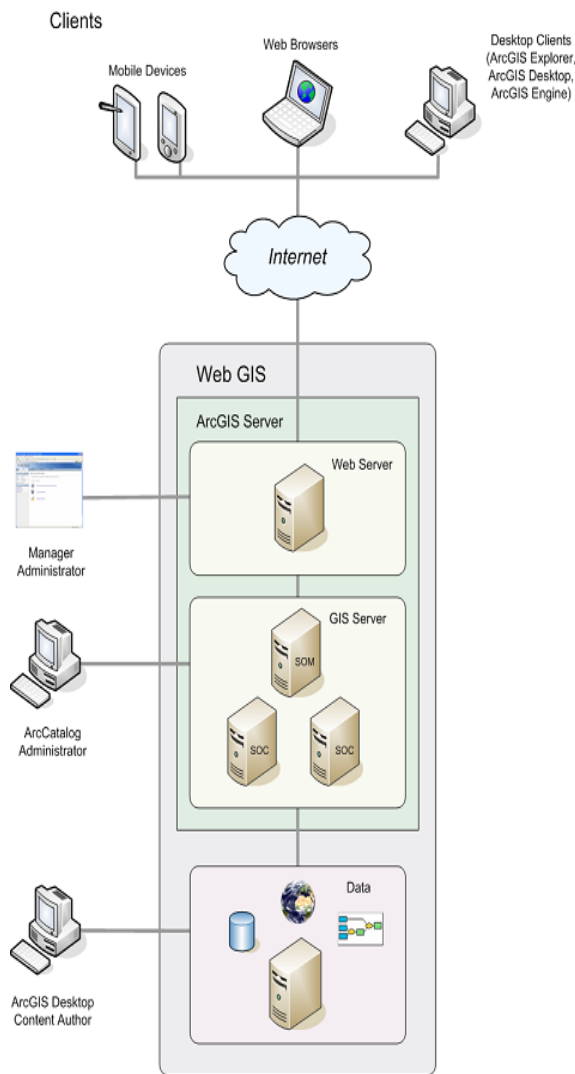 Clients
Mobile Devices
Web Browsers
Desktop Clients
(ArcGIS Explorer,
ArcGIS Desktop,
ArcGIS Engine)
Internet
Web GIS
ArcGIS Server
Web Server
Manager
Administrator
GIS Server
SOM
SOC
SOC
ArcCatalog
Administrator
Data
ArcGIS Desktop
Content Author